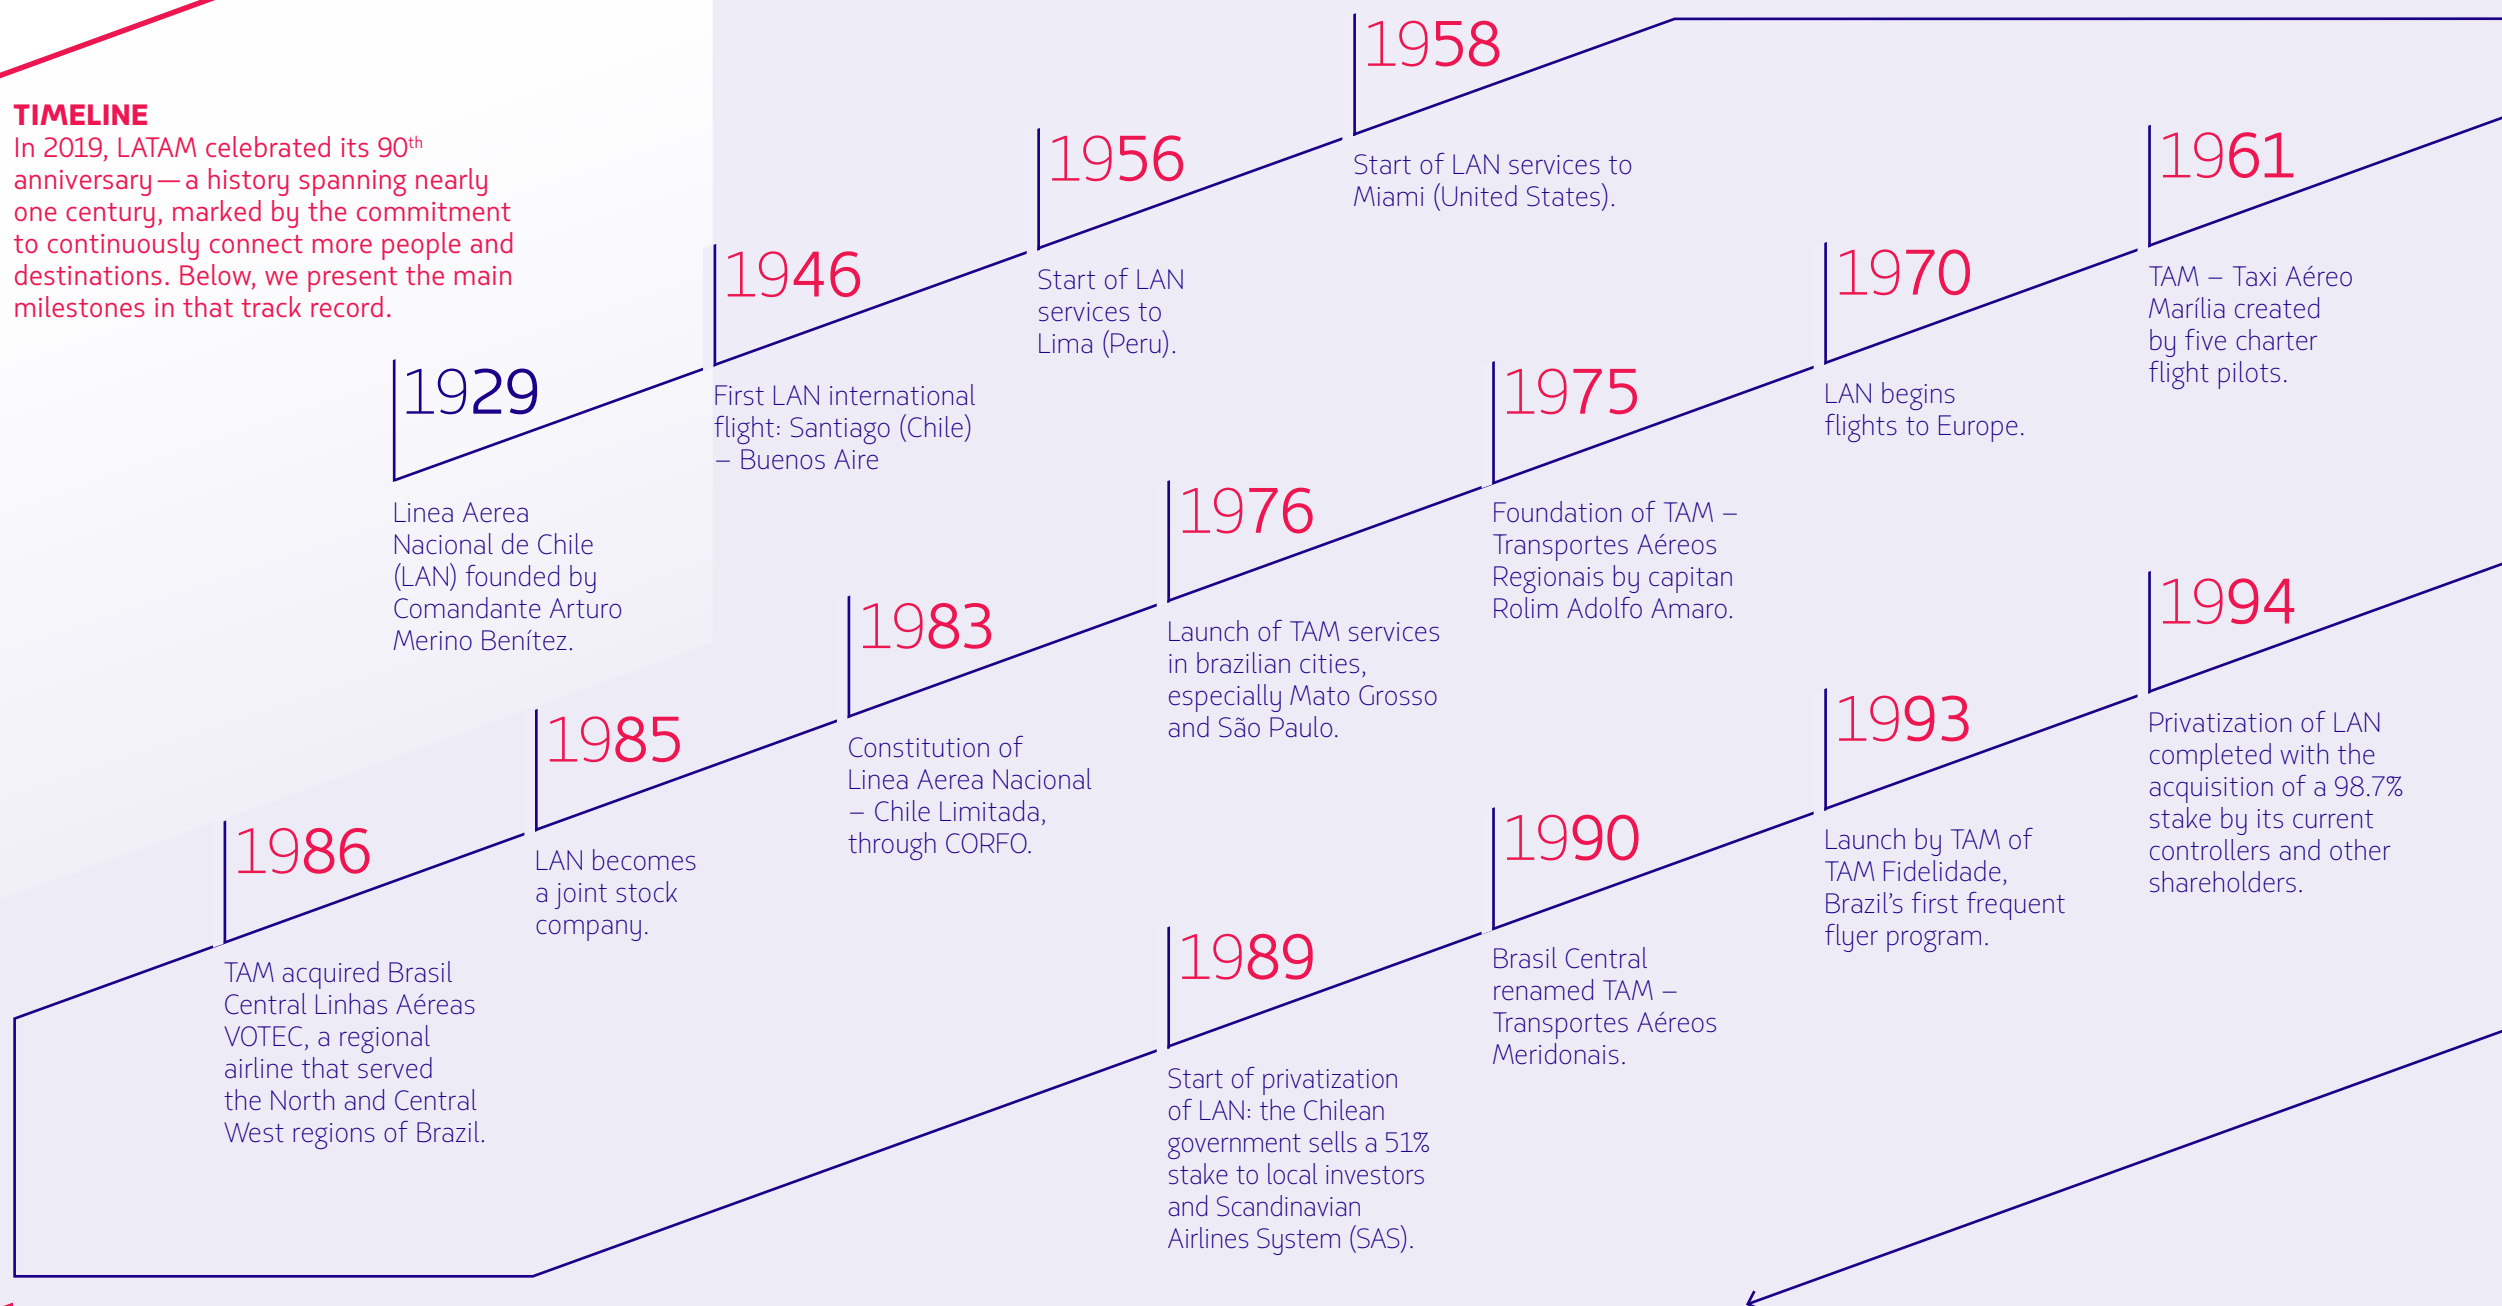 TIMELINE
In 2019, LATAM celebrated its 90th
anniversary — a history spanning nearly
one century, marked by the commitment
to continuously connect more people and
destinations. Below, we present the main
milestones in that track record.
1929
Linea Aerea
Nacional de Chile
(LAN) founded by
Comandante Arturo
Merino Benítez.
1946
First LAN international
flight: Santiago (Chile)
– Buenos Aire
1956
Start of LAN
services to
Lima (Peru).
1958
Start of LAN services to
Miami (United States).
1961
TAM – Taxi Aéreo
Marília created
by five charter
flight pilots.
1970
LAN begins
flights to Europe.
1975
Foundation of TAM –
Transportes Aéreos
Regionais by capitan
Rolim Adolfo Amaro.
1976
Launch of TAM services
in brazilian cities,
especially Mato Grosso
and São Paulo.
1983
Constitution of
Linea Aerea Nacional
– Chile Limitada,
through CORFO.
1985
LAN becomes
a joint stock
company.
1986
TAM acquired Brasil
Central Linhas Aéreas
VOTEC, a regional
airline that served
the North and Central
West regions of Brazil.
1989
Start of privatization
of LAN: the Chilean
government sells a 51%
stake to local investors
and Scandinavian
Airlines System (SAS).
1990
Brasil Central
renamed TAM –
Transportes Aéreos
Meridonais.
1993
Launch by TAM of
TAM Fidelidade,
Brazil’s first frequent
flyer program.
1994
Privatization of LAN
completed with the
acquisition of a 98.7%
stake by its current
controllers and other
shareholders.